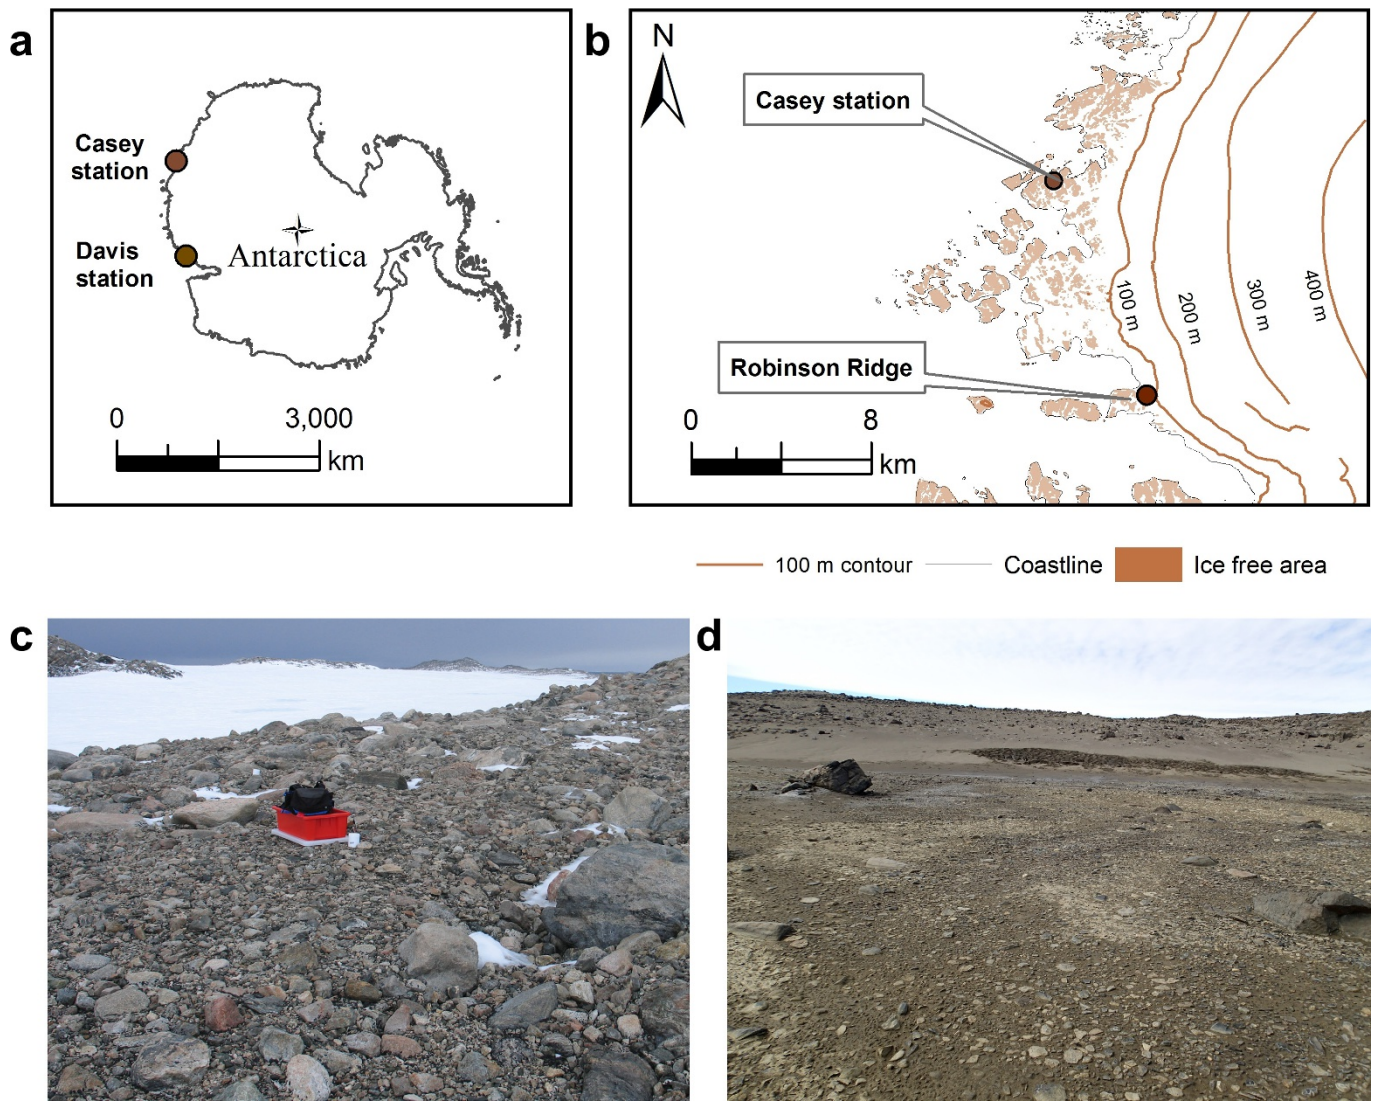 a
Casey
station
Davis
station
Antarctica
0 3,000
km
b
N
Casey station
100 m
200 m
300 m
400 m
Robinson Ridge
0 8
km
100 m contour Coastline Ice free area
c
d